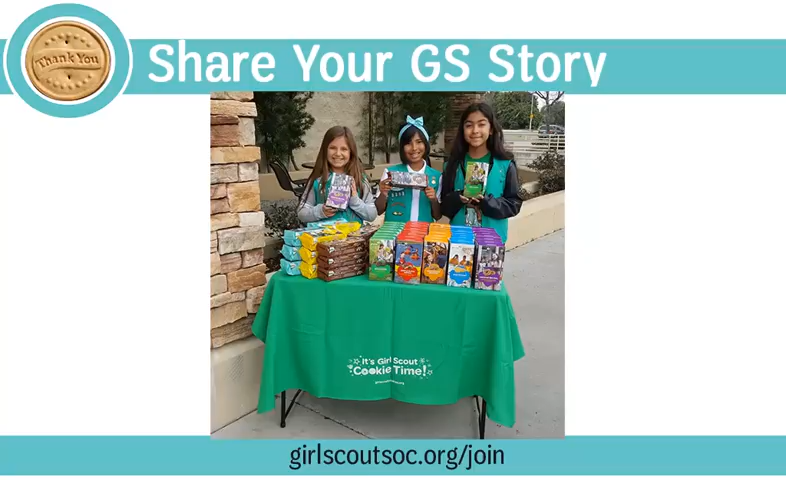 Thank You
Share Your GS Story
It's Girl Scout
Cookie Time!
girlscoutsoc.org/join